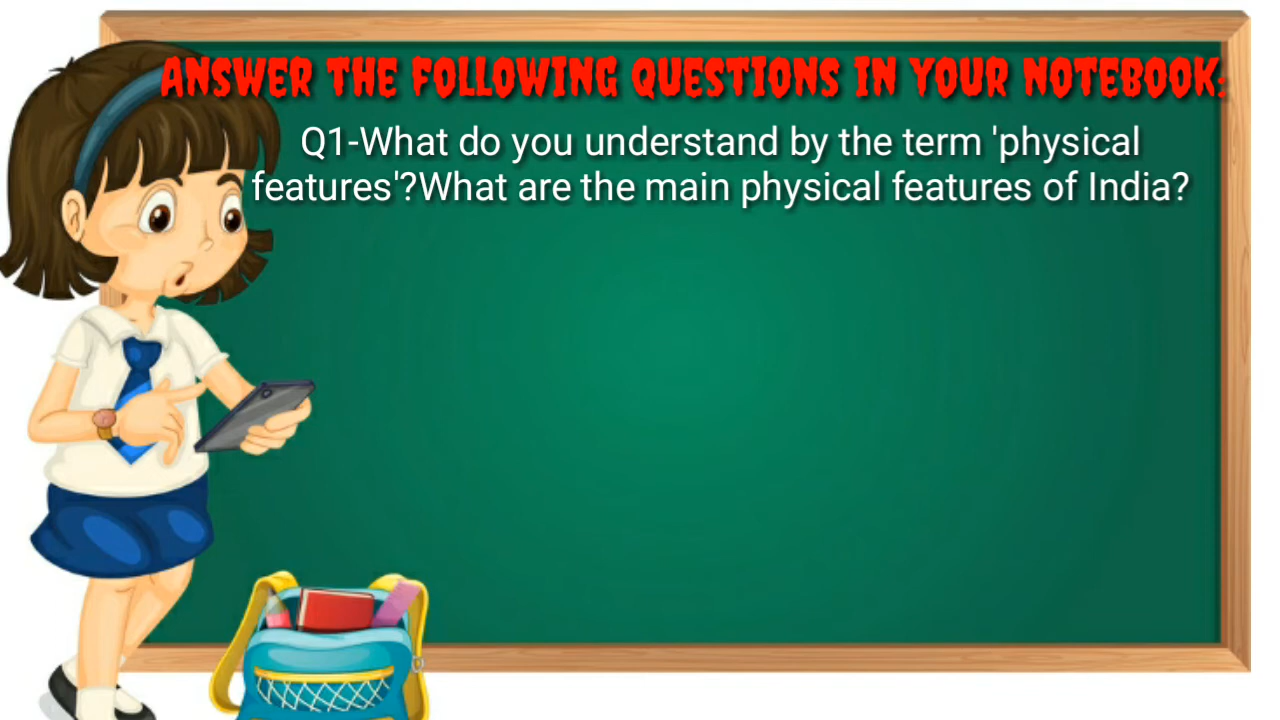 ANSWER THE FOLLOWING QUESTIONS IN YOUR NOTEBOOK:
Q1-What do you understand by the term 'physical
features'?What are the main physical features of India?